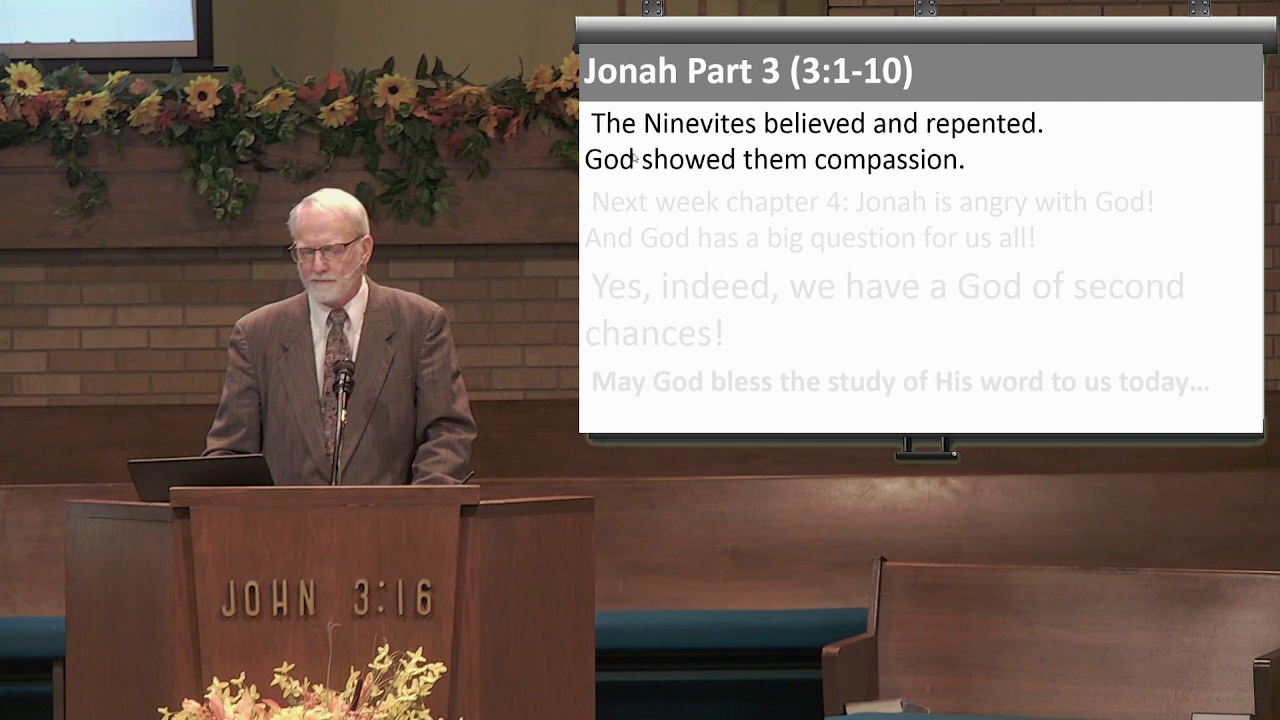 Jonah Part 3 (3:1-10)
The Ninevites believed and repented.
God showed them compassion.
Next week chapter 4: Jonah is angry with God!
And God has a big question for us all!
Yes, indeed, we have a God of second
chances!
May God bless the study of His word to us today...
JOHN 3:16